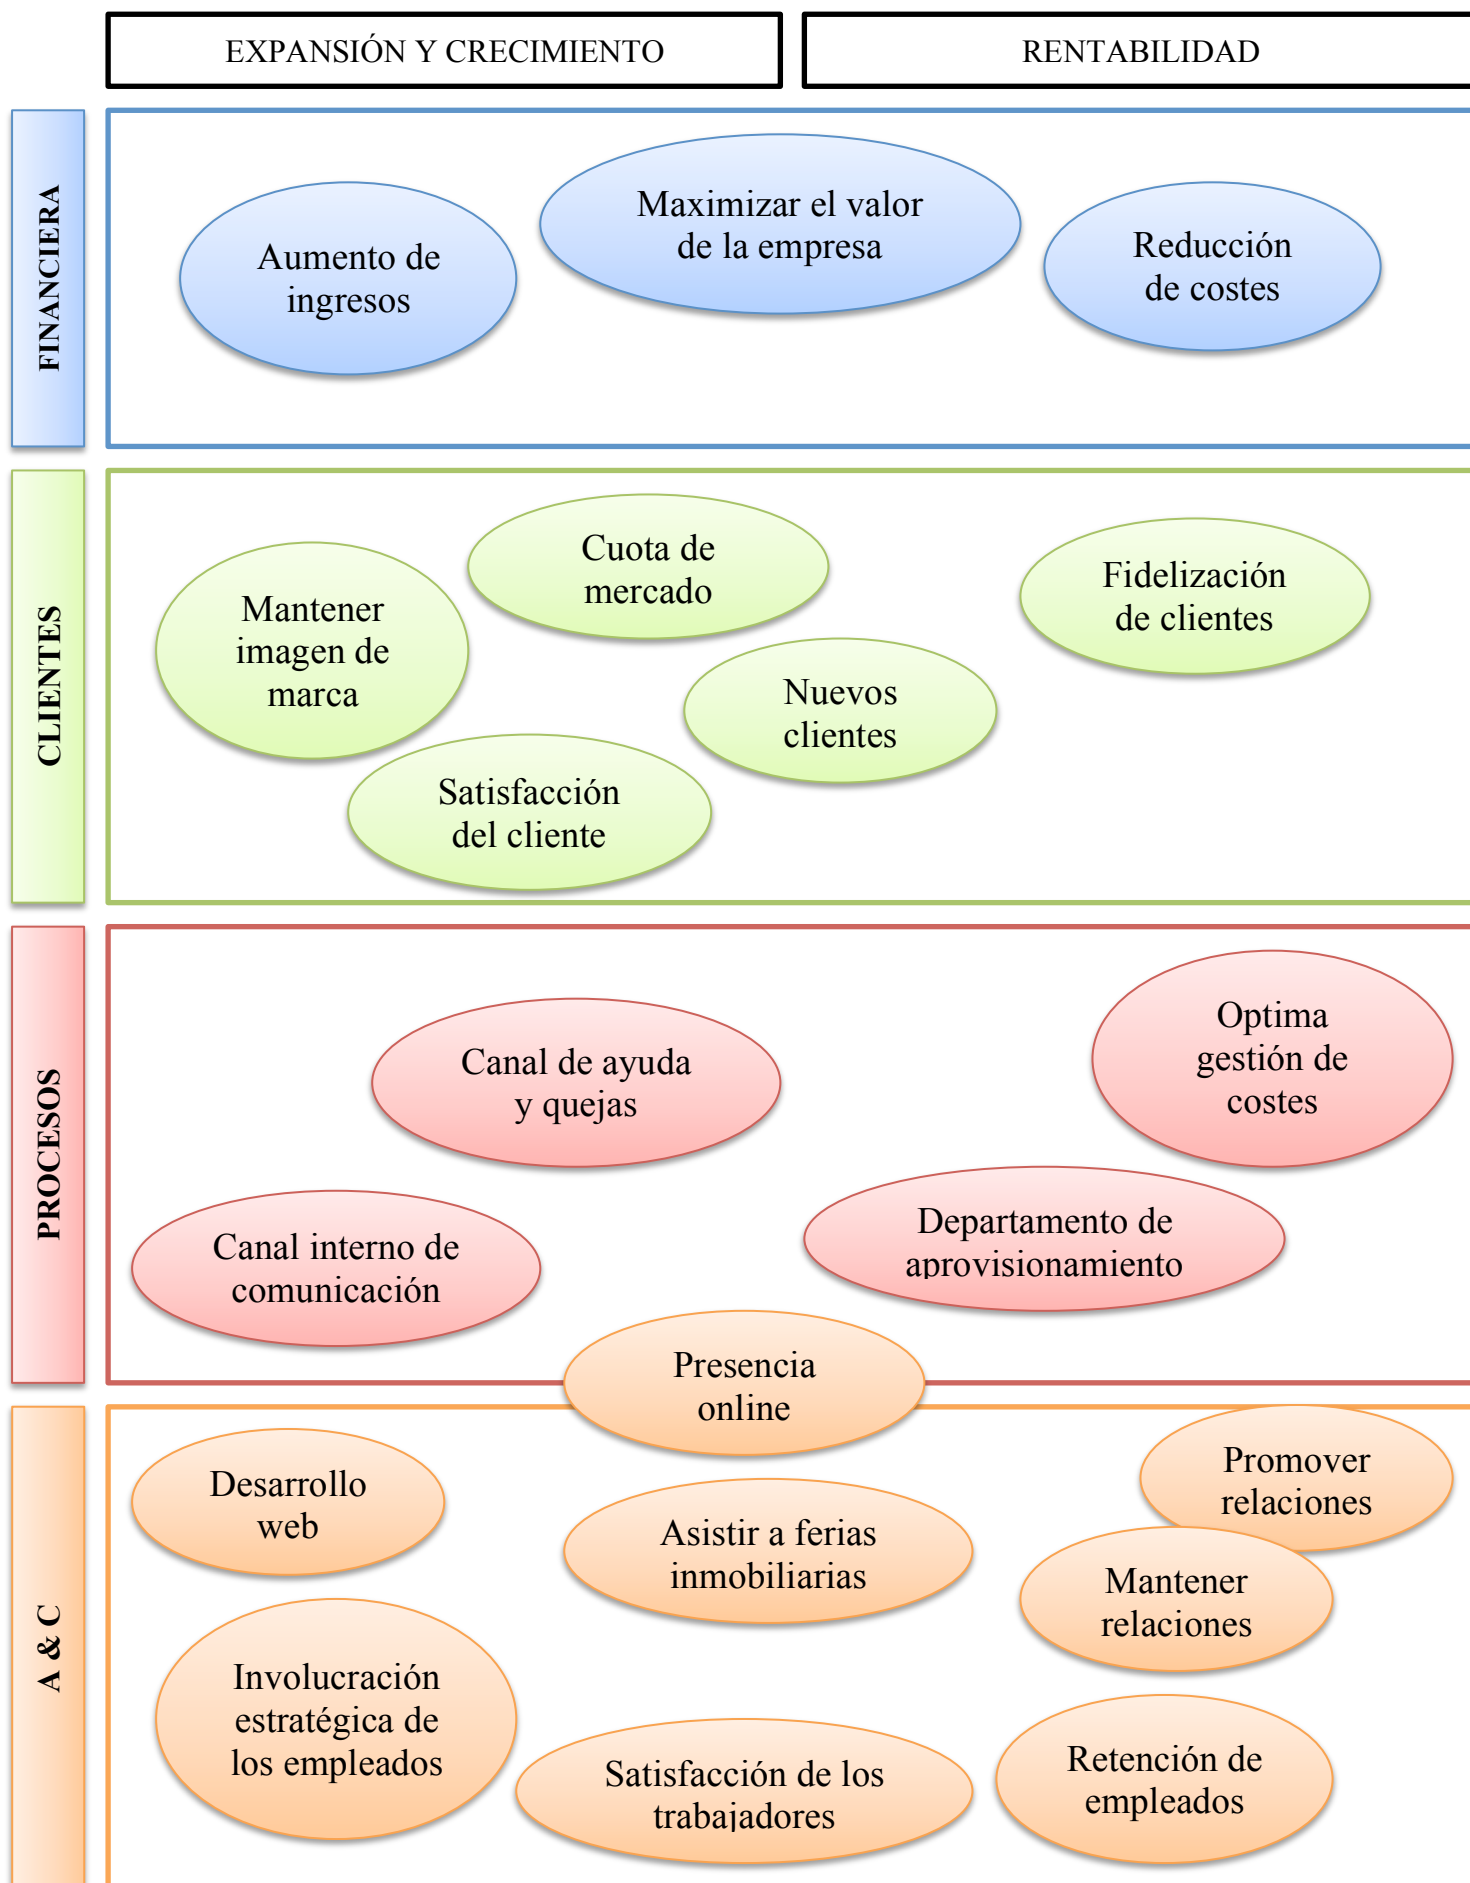 EXPANSIÓN Y CRECIMIENTO
RENTABILIDAD
FINANCIERA
Maximizar el valor
de la empresa
Aumento de
ingresos
Reducción
de costes
CLIENTES
Cuota de
mercado
Fidelización
de clientes
Mantener
imagen de
marca
Nuevos
clientes
Satisfacción
del cliente
PROCESOS
Optima
gestión de
costes
Canal de ayuda
y quejas
Departamento de
aprovisionamiento
Canal interno de
comunicación
Presencia
online
A & C
Promover
relaciones
Desarrollo
web
Asistir a ferias
inmobiliarias
Mantener
relaciones
Involucración
estratégica de
los empleados
Retención de
empleados
Satisfacción de los
trabajadores